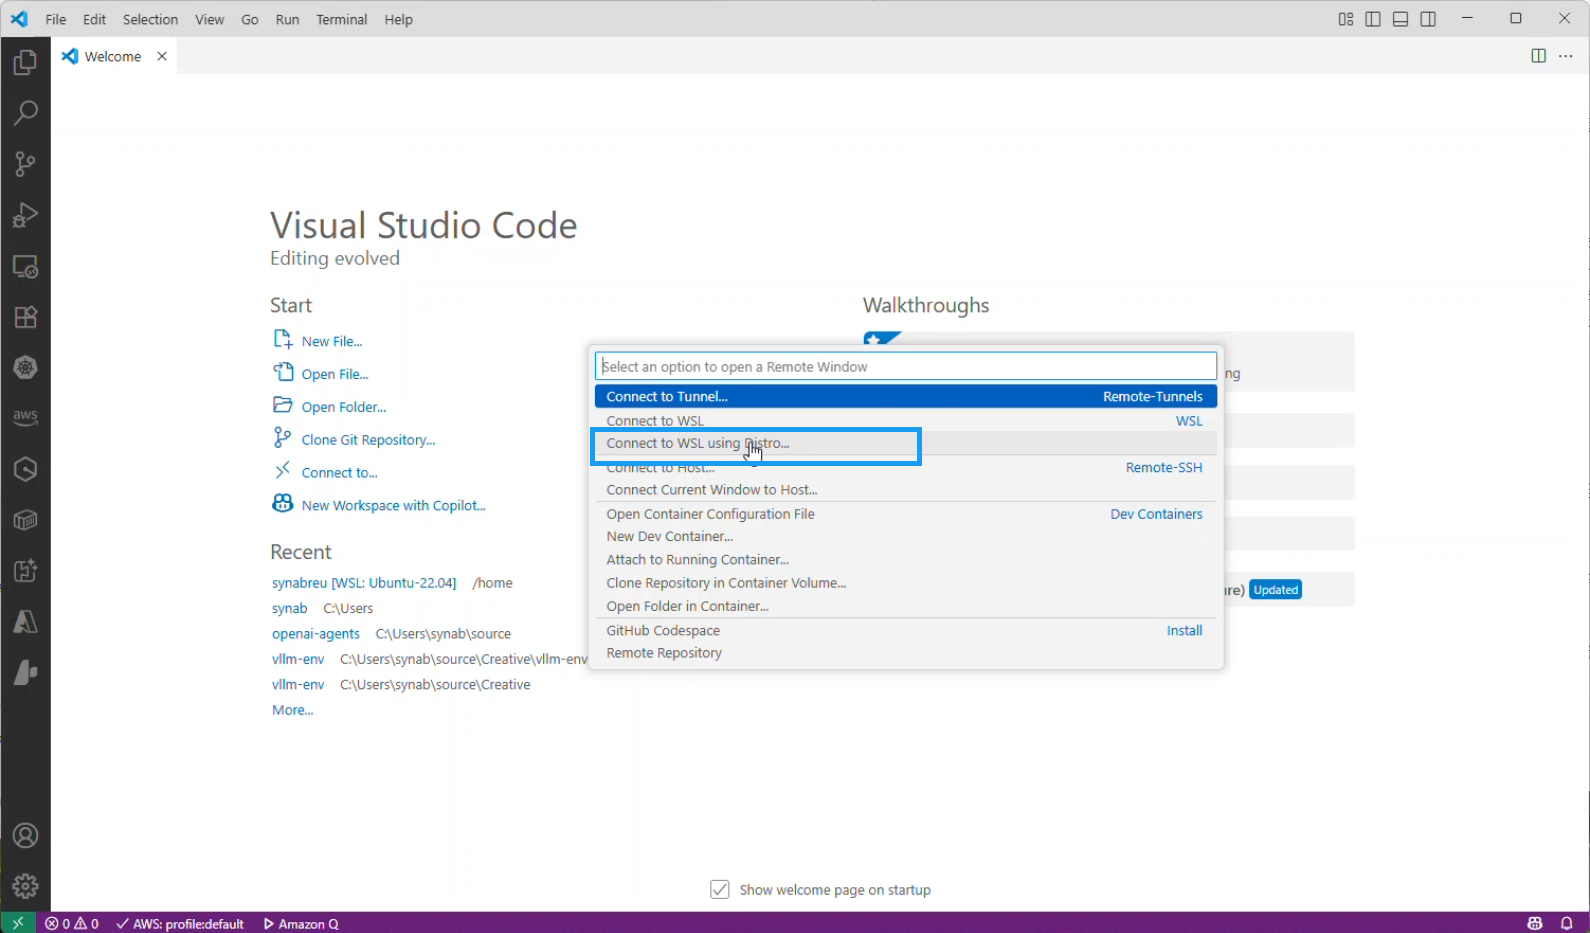 File Edit Selection View Go Run Terminal Help
Welcome
Visual Studio Code
Editing evolved
Start
New File...
Open File...
Open Folder...
Clone Git Repository...
Connect to...
New Workspace with Copilot...
Recent
synabreu [WSL: Ubuntu-22.04] /home
synab C:\Users
openai-agents C:\Users\synab\source
vllm-env C:\Users\synab\source\Creative\vllm-env
vllm-env C:\Users\synab\source\Creative
More...
Walkthroughs
Select an option to open a Remote Window
Connect to Tunnel... Remote-Tunnels
Connect to WSL WSL
Connect to WSL using Distro...
Connect to Host... Remote-SSH
Connect Current Window to Host...
Open Container Configuration File Dev Containers
New Dev Container...
Attach to Running Container...
Clone Repository in Container Volume...
Open Folder in Container...
GitHub Codespace Install
Remote Repository
ng
re) Updated
aws
Show welcome page on startup
0 0 AWS: profile:default Amazon Q